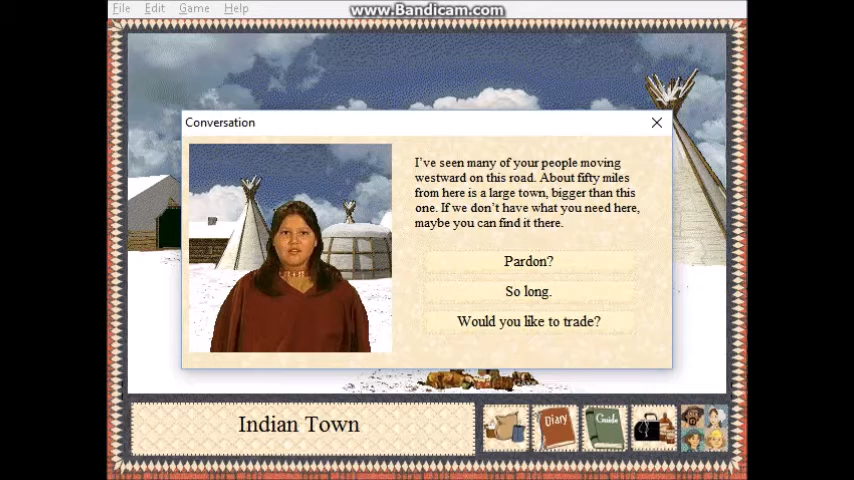 www.Bandicam.com
File Edit Game Help
Conversation
I've seen many of your people moving
westward on this road. About fifty miles
from here is a large town, bigger than this
one. If we don't have what you need here,
maybe you can find it there.
Pardon?
So long.
Would you like to trade?
Indian Town
Diary
Guide